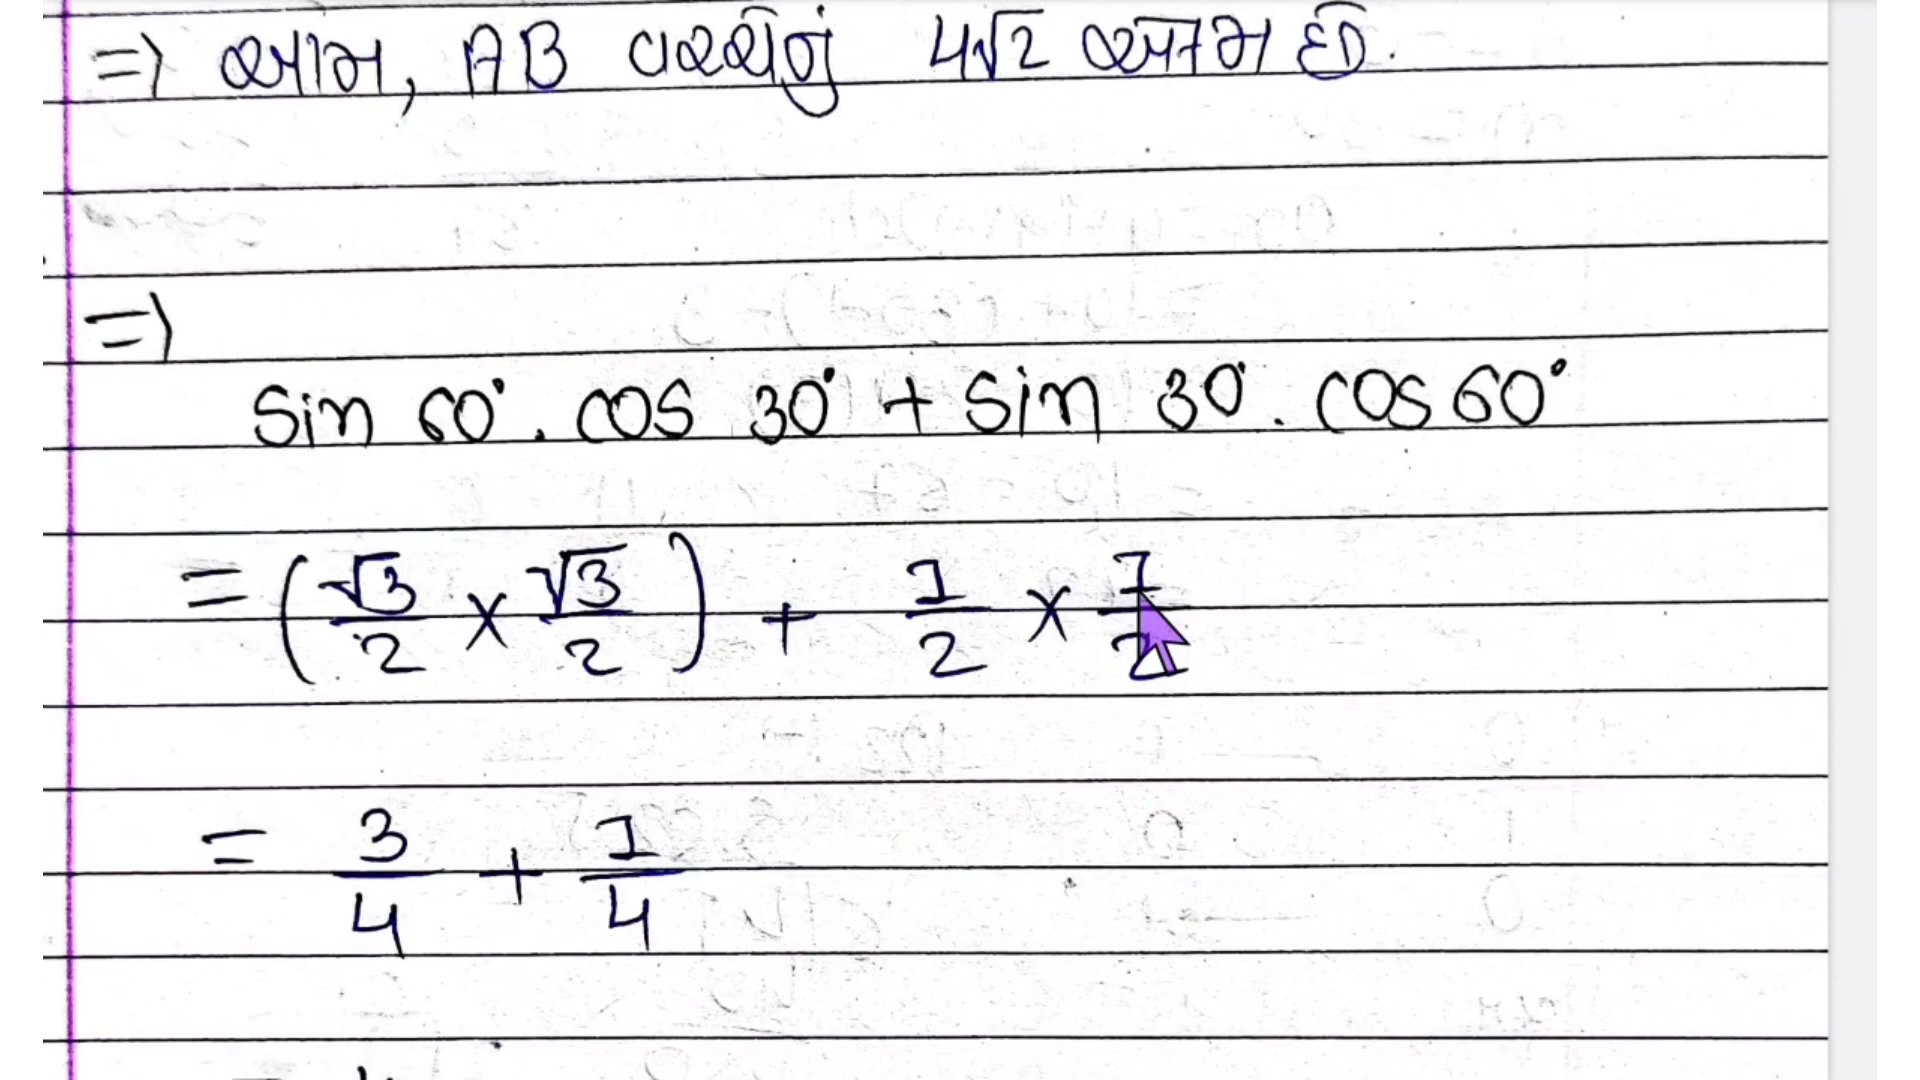 => આમ, AB વચ્ચેનું 4√2 અંતર છે.
=>
Sin 60°. cos 30° + sin 30°. cos 60°
= (√3/2 × √3/2) + 1/2 × 1/2
= 3/4 + 1/4